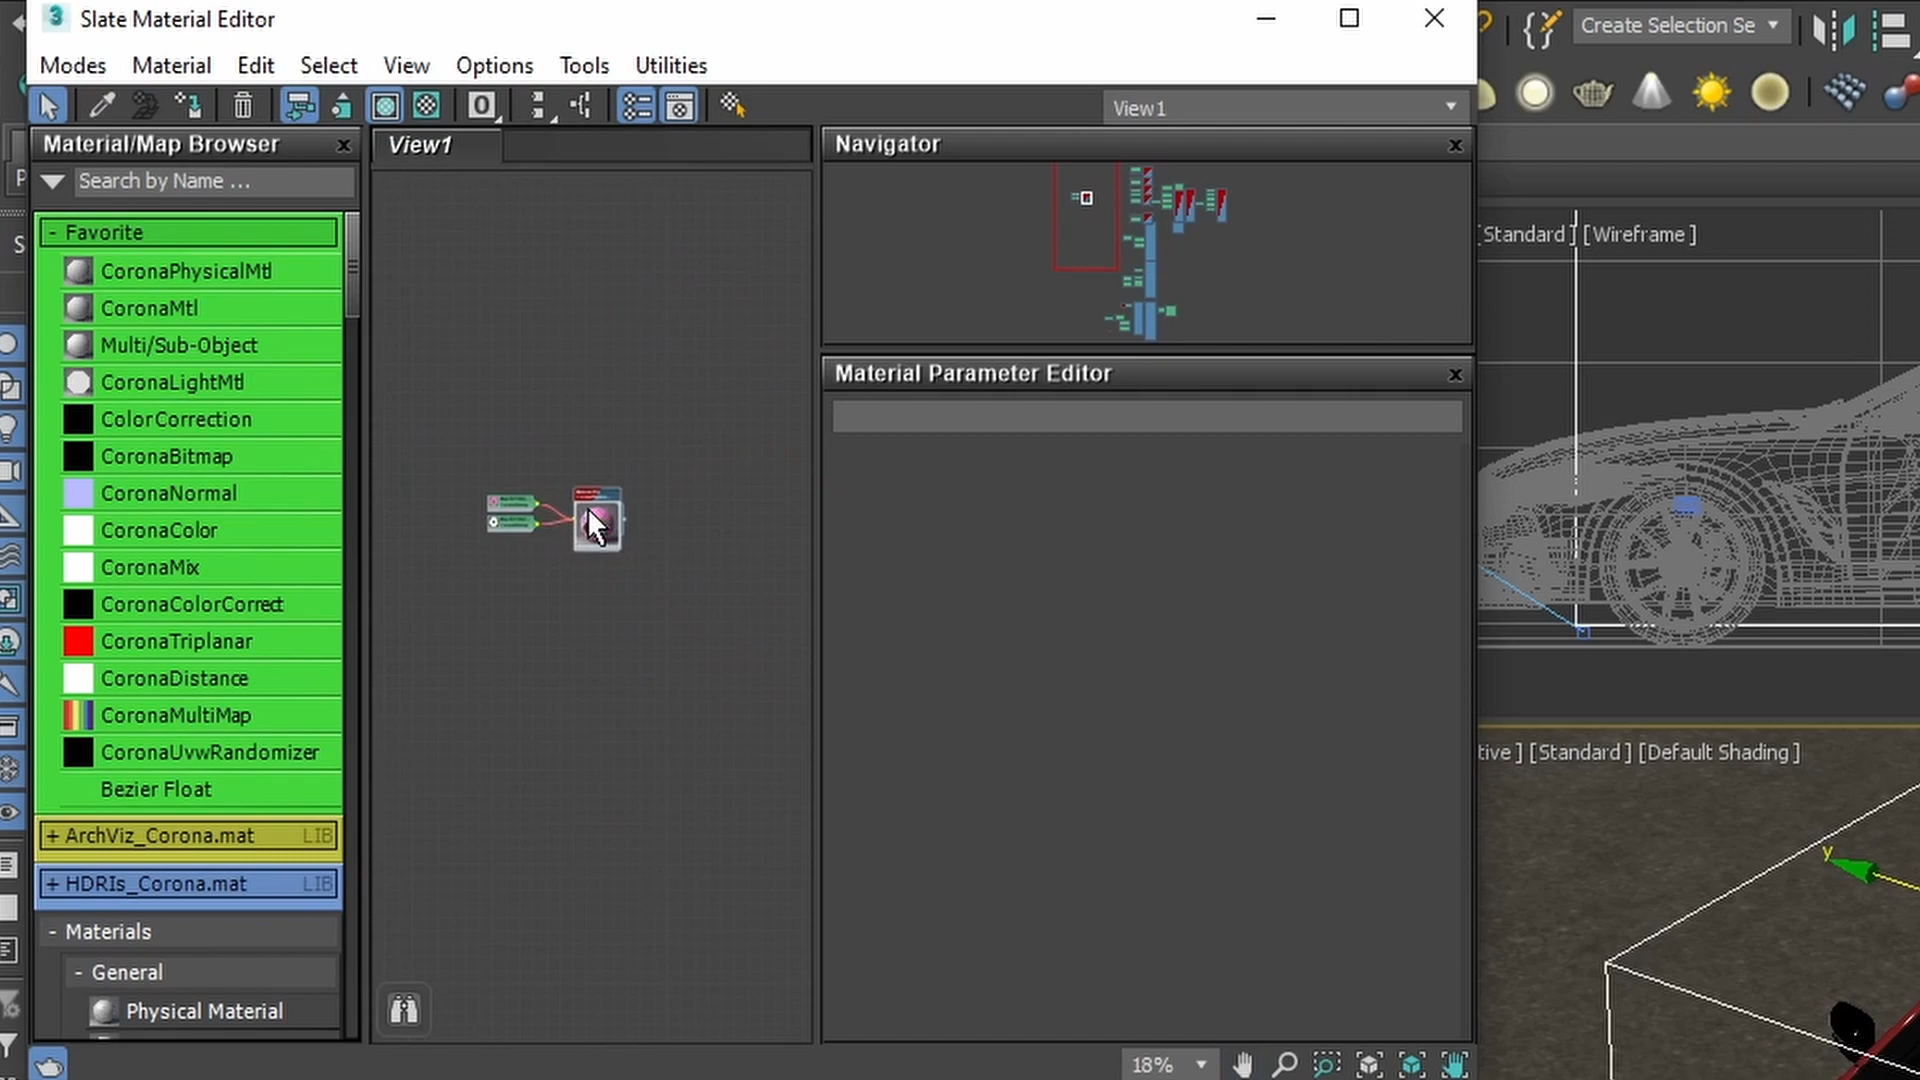 3 Slate Material Editor
Modes Material Edit Select View Options Tools Utilities
Create Selection Se
View1
Material/Map Browser
Search by Name ...
- Favorite
CoronaPhysicalMtl
CoronaMtl
Multi/Sub-Object
CoronaLightMtl
ColorCorrection
CoronaBitmap
CoronaNormal
CoronaColor
CoronaMix
CoronaColorCorrect
CoronaTriplanar
CoronaDistance
CoronaMultiMap
CoronaUvwRandomizer
Bezier Float
+ ArchViz_Corona.mat LIB
+ HDRIs_Corona.mat LIB
- Materials
- General
Physical Material
View1
Navigator
Material Parameter Editor
18%
[Standard ] [Wireframe ]
tive ] [Standard ] [Default Shading ]
y